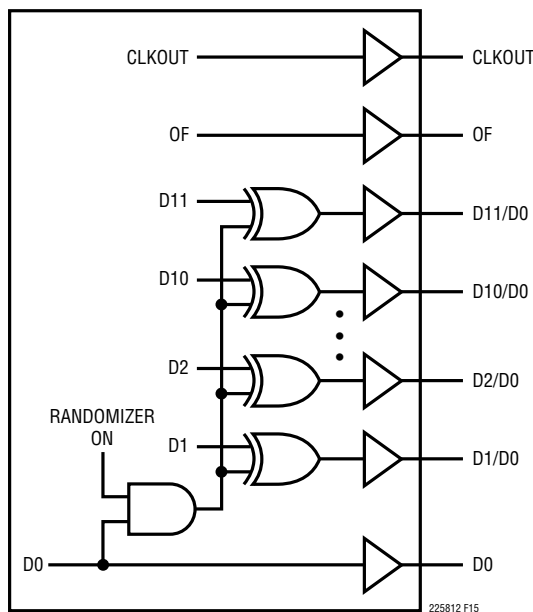 CLKOUT CLKOUT
OF OF
D11 D11/D0
D10 D10/D0
D2 D2/D0
RANDOMIZER
ON
D1 D1/D0
D0 D0
225812 F15